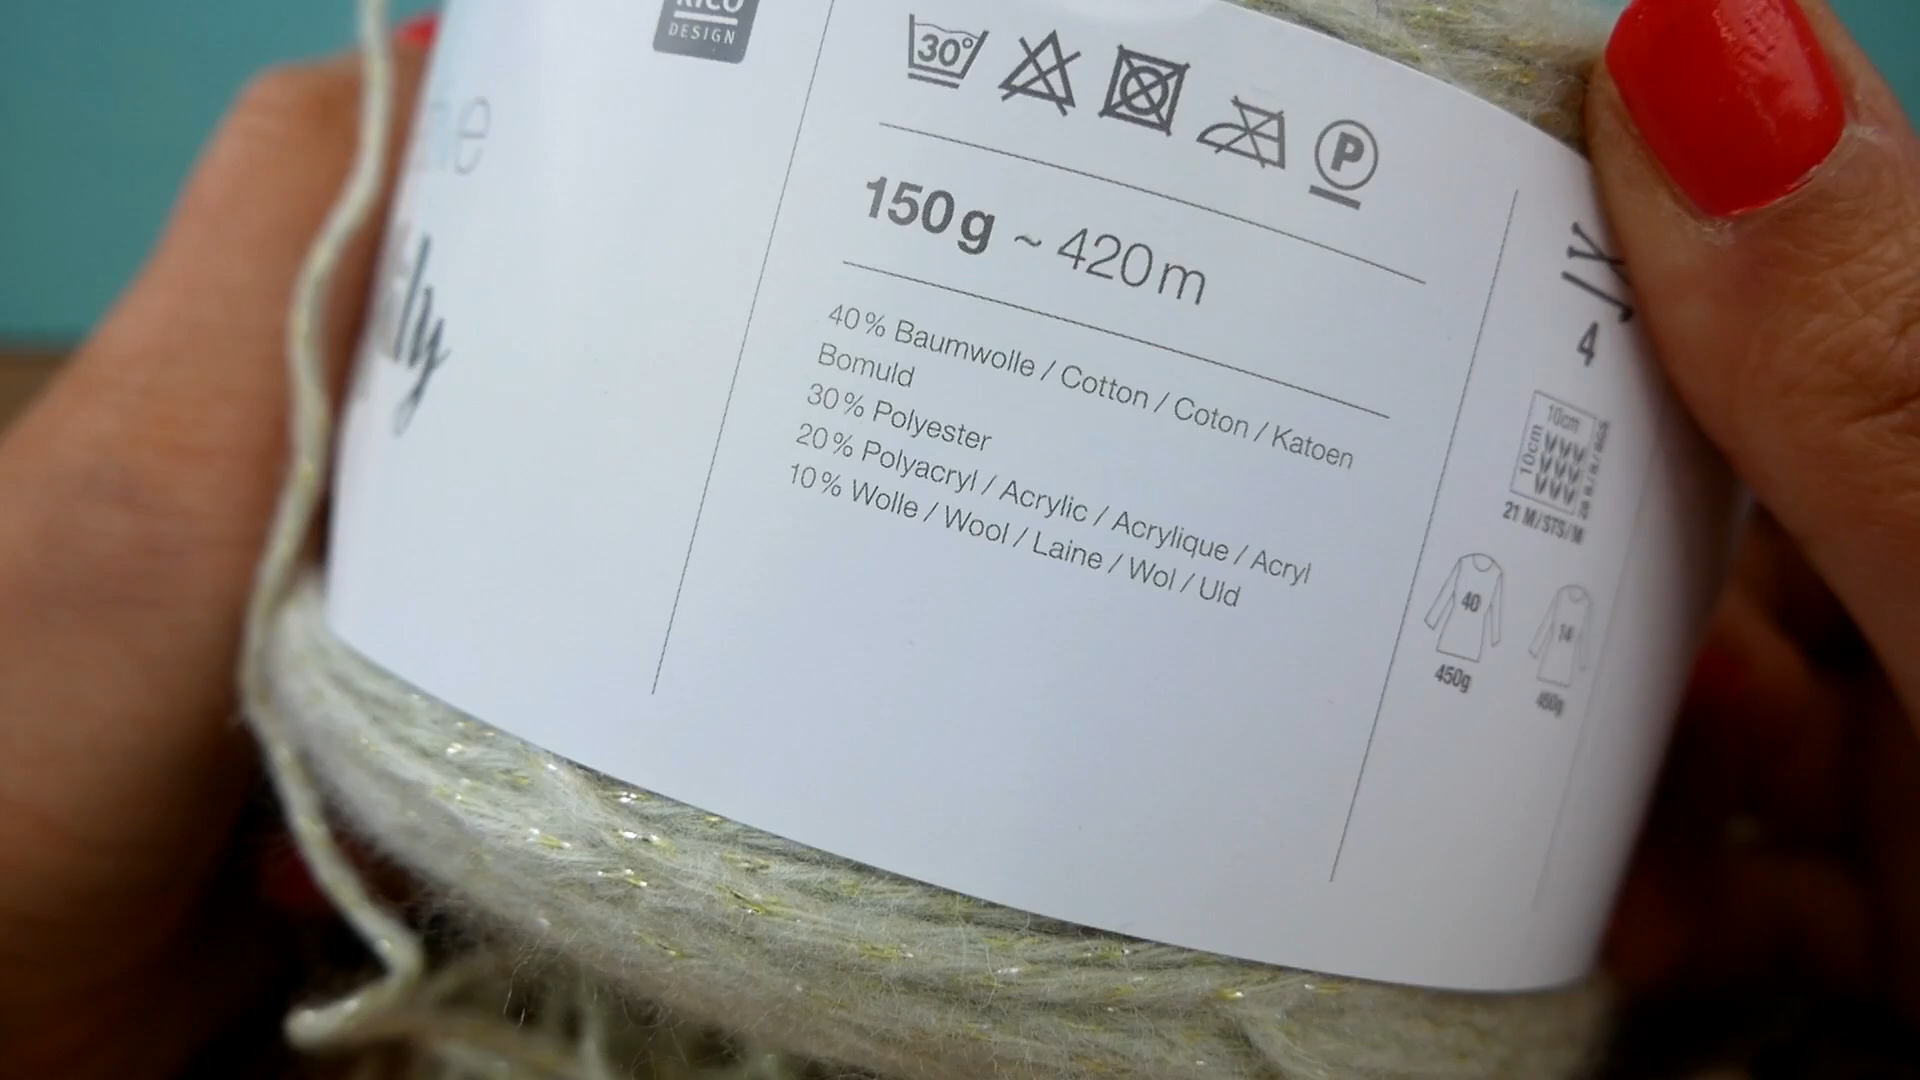 RICO
DESIGN
30°
P
150g ~ 420m
40% Baumwolle / Cotton / Coton / Katoen
Bomuld
30% Polyester
20% Polyacryl / Acrylic / Acrylique / Acryl
10% Wolle / Wool / Laine / Wol / Uld
4
10cm
10cm
21 M/STS/M
40
450g
14
450g